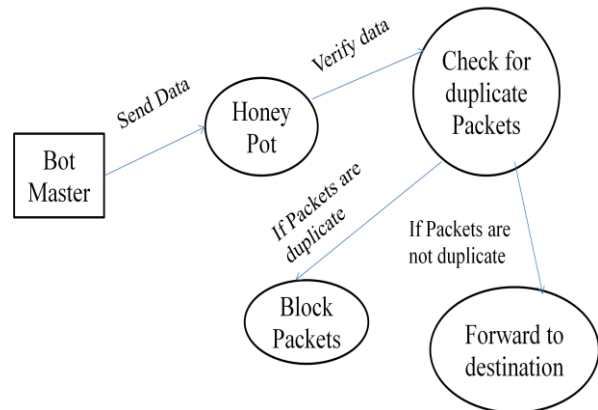 Bot
Master
Send Data
Honey
Pot
Verify data
Check for
duplicate
Packets
If Packets are
duplicate
If Packets are
not duplicate
Block
Packets
Forward to
destination